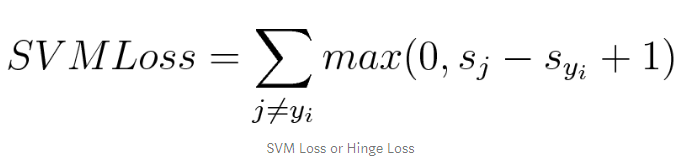 SVMLoss = ∑ max(0, s_j − s_{y_i} + 1)
j≠y_i
SVM Loss or Hinge Loss